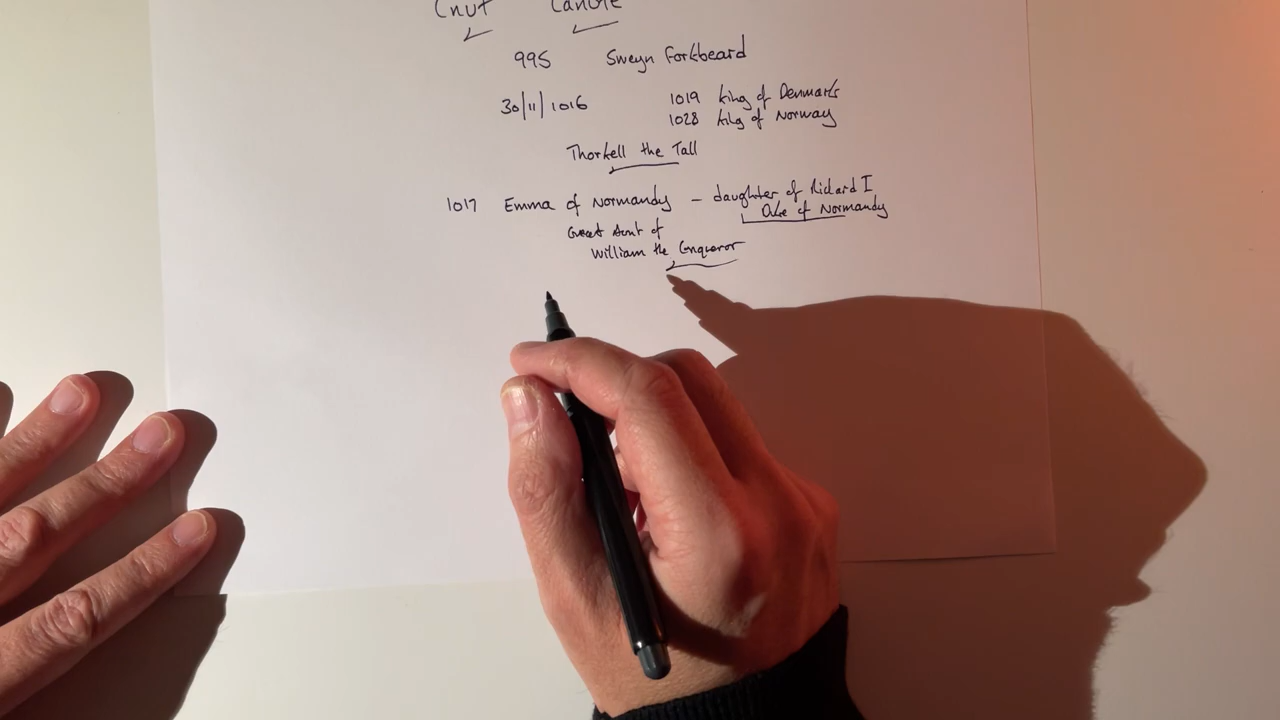 Cnut Canute
995 Sweyn Forkbeard
30/11/1016 1019 King of Denmark
1028 King of Norway
Thorkell the Tall
1017 Emma of Normandy – daughter of Richard I
Duke of Normandy
Great Aunt of
William the Conqueror